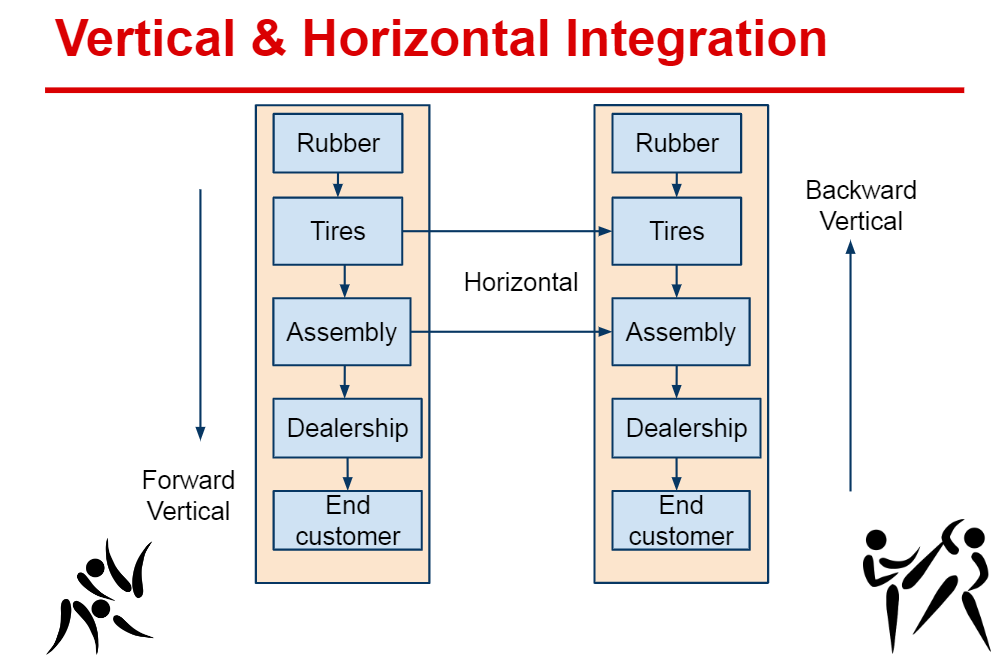 Vertical & Horizontal Integration
Rubber
Tires
Assembly
Dealership
End
customer
Forward
Vertical
Horizontal
Rubber
Tires
Assembly
Dealership
End
customer
Backward
Vertical